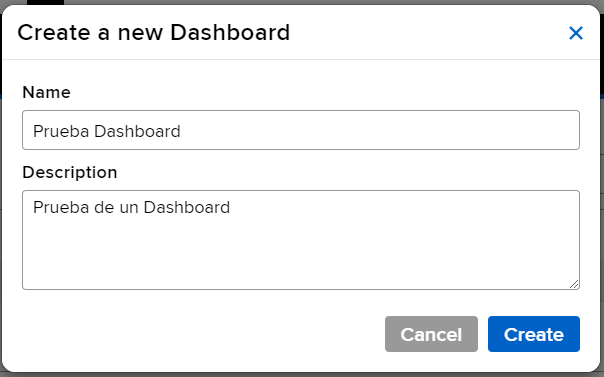 Create a new Dashboard
Name
Prueba Dashboard
Description
Prueba de un Dashboard
Cancel
Create